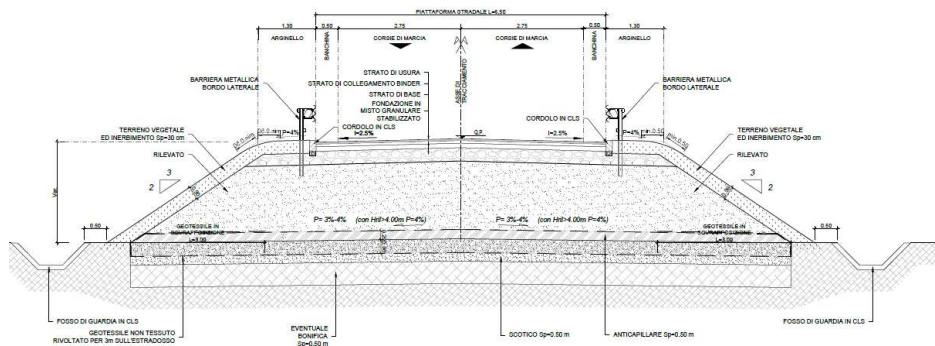 PIATTAFORMA STRADALE L=6,50
1.30
0.50
2.75
2.75
0.50
1.30
ARGINELLO
BANCHINA
CORSIE DI MARCIA
CORSIE DI MARCIA
BANCHINA
ARGINELLO
ASSE DI
TRACCIAMENTO
BARRIERA METALLICA
BORDO LATERALE
STRATO DI USURA
STRATO DI COLLEGAMENTO BINDER
STRATO DI BASE
FONDAZIONE IN
MISTO GRANULARE
STABILIZZATO
CORDOLO IN CLS
CORDOLO IN CLS
BARRIERA METALLICA
BORDO LATERALE
TERRENO VEGETALE
ED INERBIMENTO Sp=30 cm
P=4%
I=2.5%
Q.P.
I=2.5%
P=4%
TERRENO VEGETALE
ED INERBIMENTO Sp=30 cm
RILEVATO
RILEVATO
3
2
3
2
Var.
P= 3%-4% (con Hril>4.00m P=4%)
P= 3%-4% (con Hril>4.00m P=4%)
0.50
0.50
GEOTESSILE IN
SOVRAPPOSIZIONE
L=3.00
GEOTESSILE IN
SOVRAPPOSIZIONE
L=3.00
FOSSO DI GUARDIA IN CLS
GEOTESSILE NON TESSUTO
RIVOLTATO PER 3m SULL'ESTRADOSSO
EVENTUALE
BONIFICA
Sp=0.50 m
SCOTICO Sp=0.50 m
ANTICAPILLARE Sp=0.50 m
FOSSO DI GUARDIA IN CLS